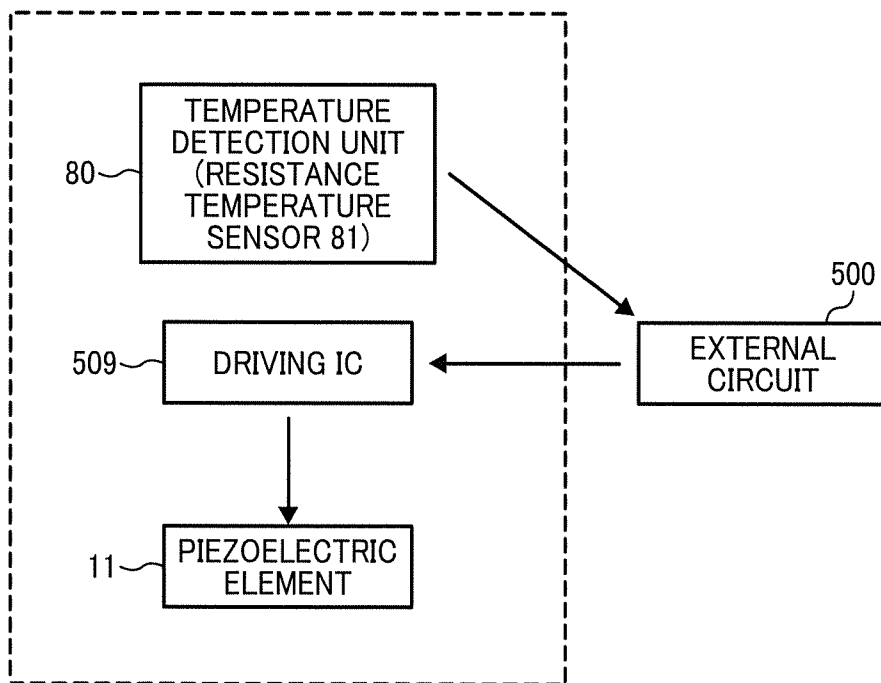 TEMPERATURE
DETECTION UNIT
(RESISTANCE
TEMPERATURE
SENSOR 81)
80
500
EXTERNAL
CIRCUIT
509
DRIVING IC
11
PIEZOELECTRIC
ELEMENT